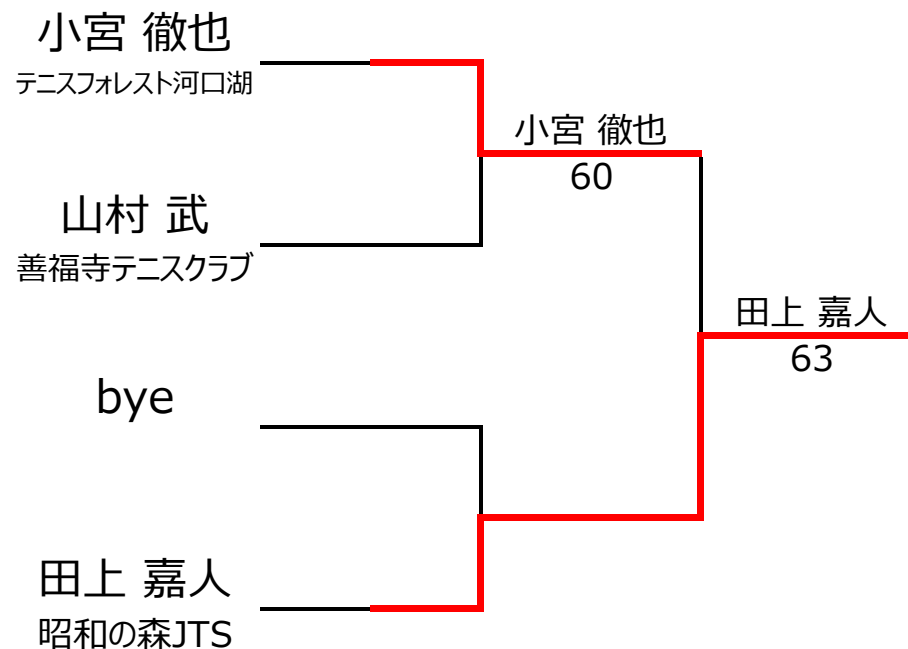 小宮 徹也
テニスフォレスト河口湖
小宮 徹也
60
山村 武
善福寺テニスクラブ
田上 嘉人
63
bye
田上 嘉人
昭和の森JTS